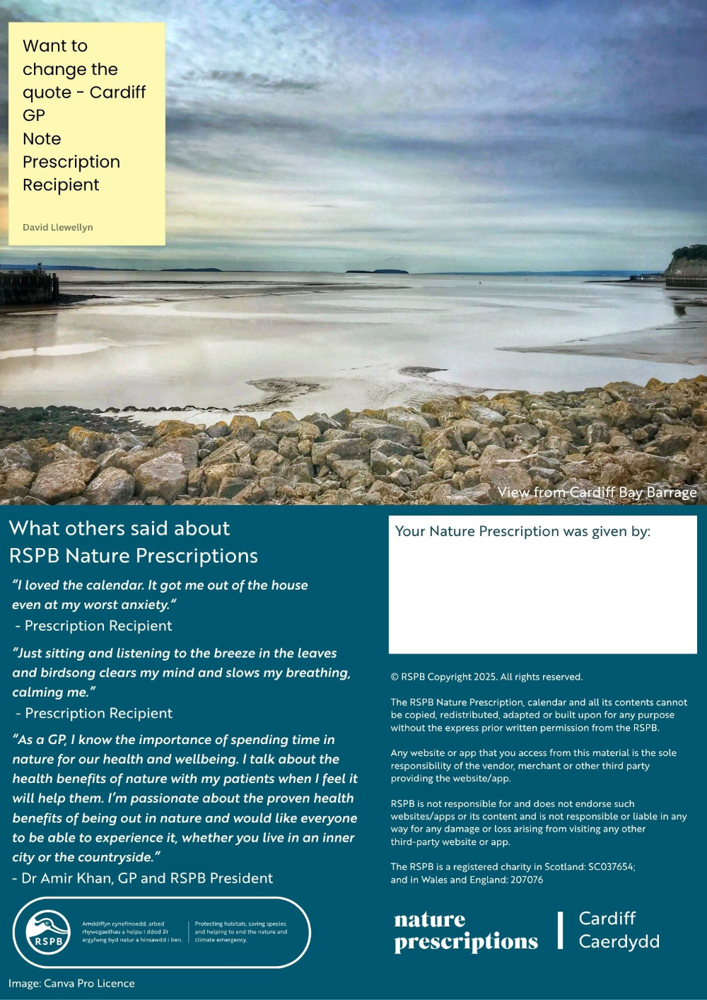 Want to
change the
quote - Cardiff
GP
Note
Prescription
Recipient
David Llewellyn
View from Cardiff Bay Barrage
What others said about
RSPB Nature Prescriptions
“I loved the calendar. It got me out of the house
even at my worst anxiety.“
- Prescription Recipient
“Just sitting and listening to the breeze in the leaves
and birdsong clears my mind and slows my breathing,
calming me.”
- Prescription Recipient
“As a GP, I know the importance of spending time in
nature for our health and wellbeing. I talk about the
health benefits of nature with my patients when I feel it
will help them. I’m passionate about the proven health
benefits of being out in nature and would like everyone
to be able to experience it, whether you live in an inner
city or the countryside.”
- Dr Amir Khan, GP and RSPB President
RSPB
Amddiffyn cynefinoedd, arbed
rhywogaethau a helpu i ddod â'r
argyfwng byd natur a hinsawdd i ben.
Protecting habitats, saving species
and helping to end the nature and
climate emergency.
Image: Canva Pro Licence
Your Nature Prescription was given by:
© RSPB Copyright 2025. All rights reserved.
The RSPB Nature Prescription, calendar and all its contents cannot
be copied, redistributed, adapted or built upon for any purpose
without the express prior written permission from the RSPB.
Any website or app that you access from this material is the sole
responsibility of the vendor, merchant or other third party
providing the website/app.
RSPB is not responsible for and does not endorse such
websites/apps or its content and is not responsible or liable in any
way for any damage or loss arising from visiting any other
third-party website or app.
The RSPB is a registered charity in Scotland: SC037654;
and in Wales and England: 207076
nature
prescriptions
Cardiff
Caerdydd